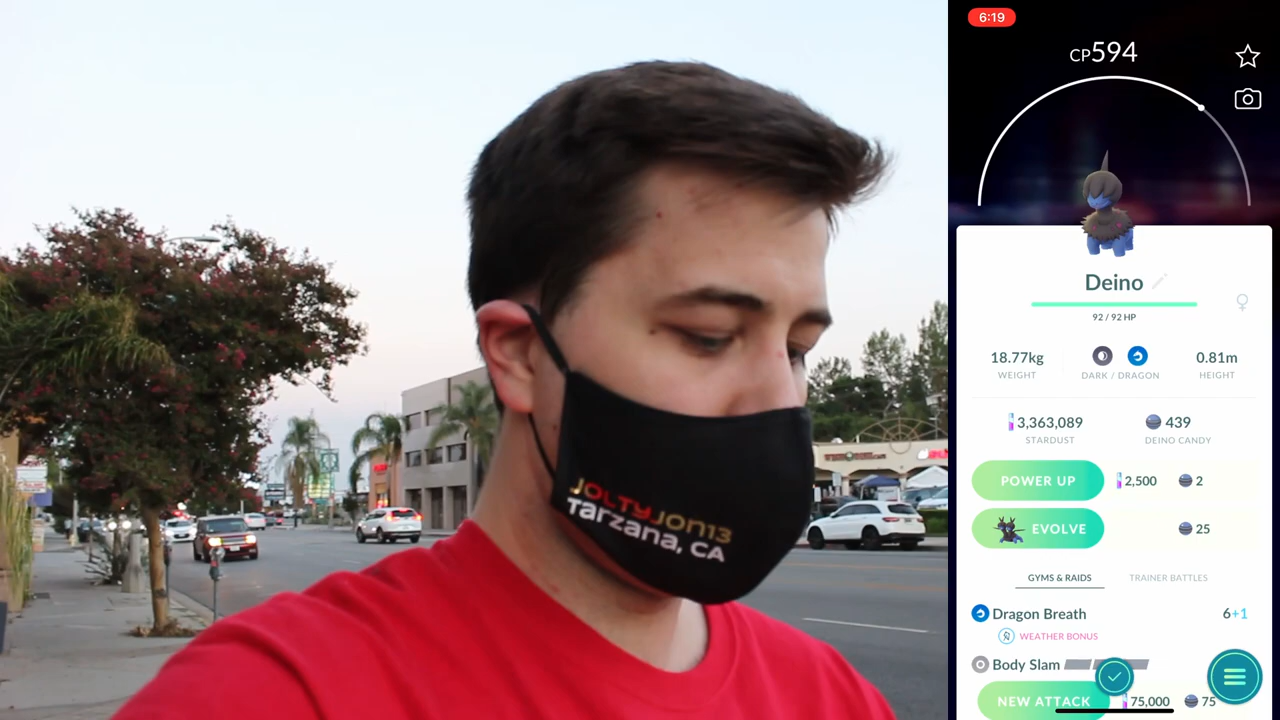 JOLTYJON13
Tarzana, CA
6:19
CP594
Deino
92 / 92 HP
18.77kg
WEIGHT
DARK / DRAGON
0.81m
HEIGHT
3,363,089
STARDUST
439
DEINO CANDY
POWER UP
2,500
2
EVOLVE
25
GYMS & RAIDS
TRAINER BATTLES
Dragon Breath
6+1
WEATHER BONUS
Body Slam
NEW ATTACK
75,000
75